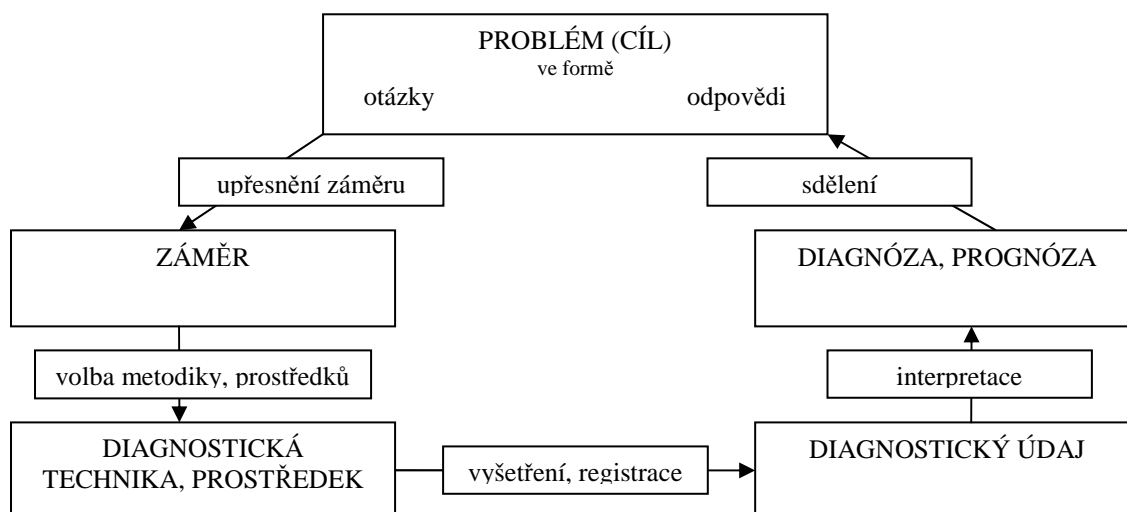 PROBLÉM (CÍL)
ve formě
otázky odpovědi
upřesnění záměru
sdělení
ZÁMĚR
DIAGNÓZA, PROGNÓZA
volba metodiky, prostředků
interpretace
DIAGNOSTICKÁ
TECHNIKA, PROSTŘEDEK
vyšetření, registrace
DIAGNOSTICKÝ ÚDAJ